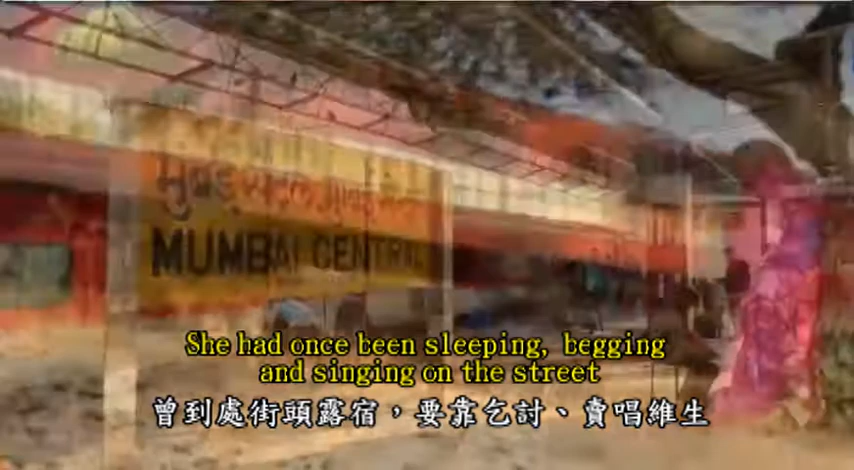 MUMBAI CENTRAL
She had once been sleeping, begging
and singing on the street
曾到處街頭露宿，要靠乞討、賣唱維生